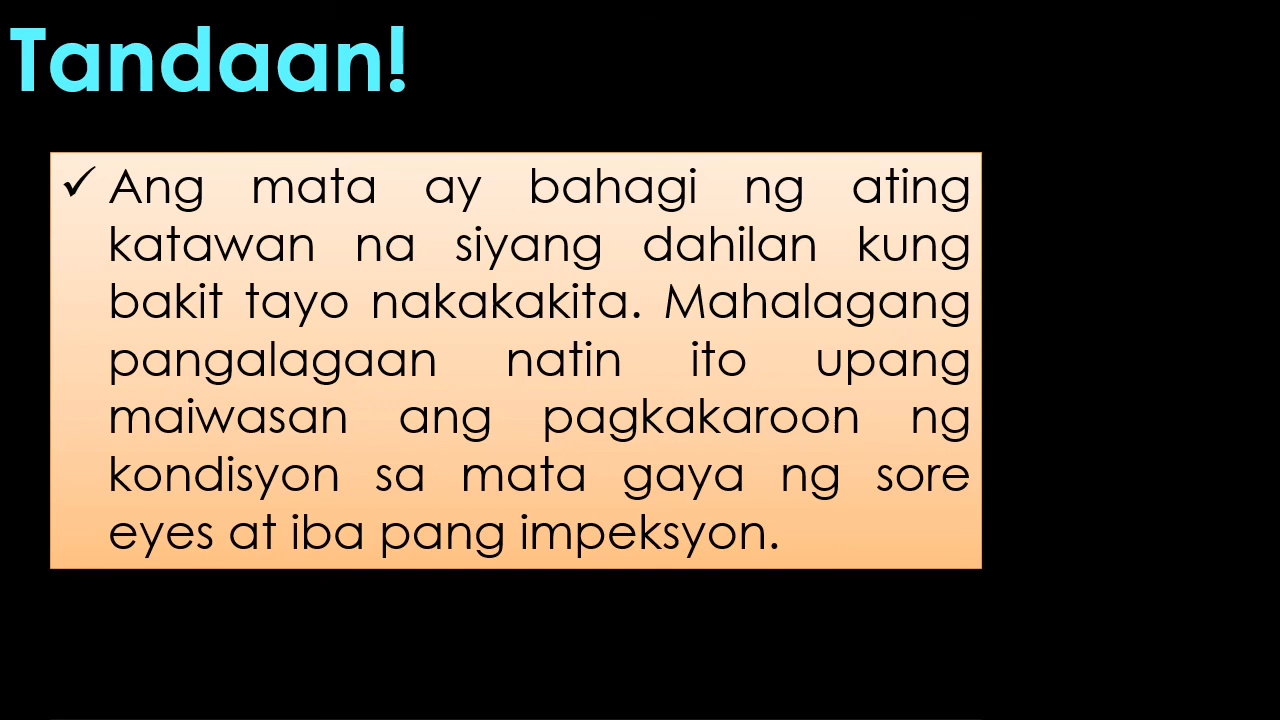 Tandaan!
✓ Ang mata ay bahagi ng ating
katawan na siyang dahilan kung
bakit tayo nakakakita. Mahalagang
pangalagaan natin ito upang
maiwasan ang pagkakaroon ng
kondisyon sa mata gaya ng sore
eyes at iba pang impeksyon.